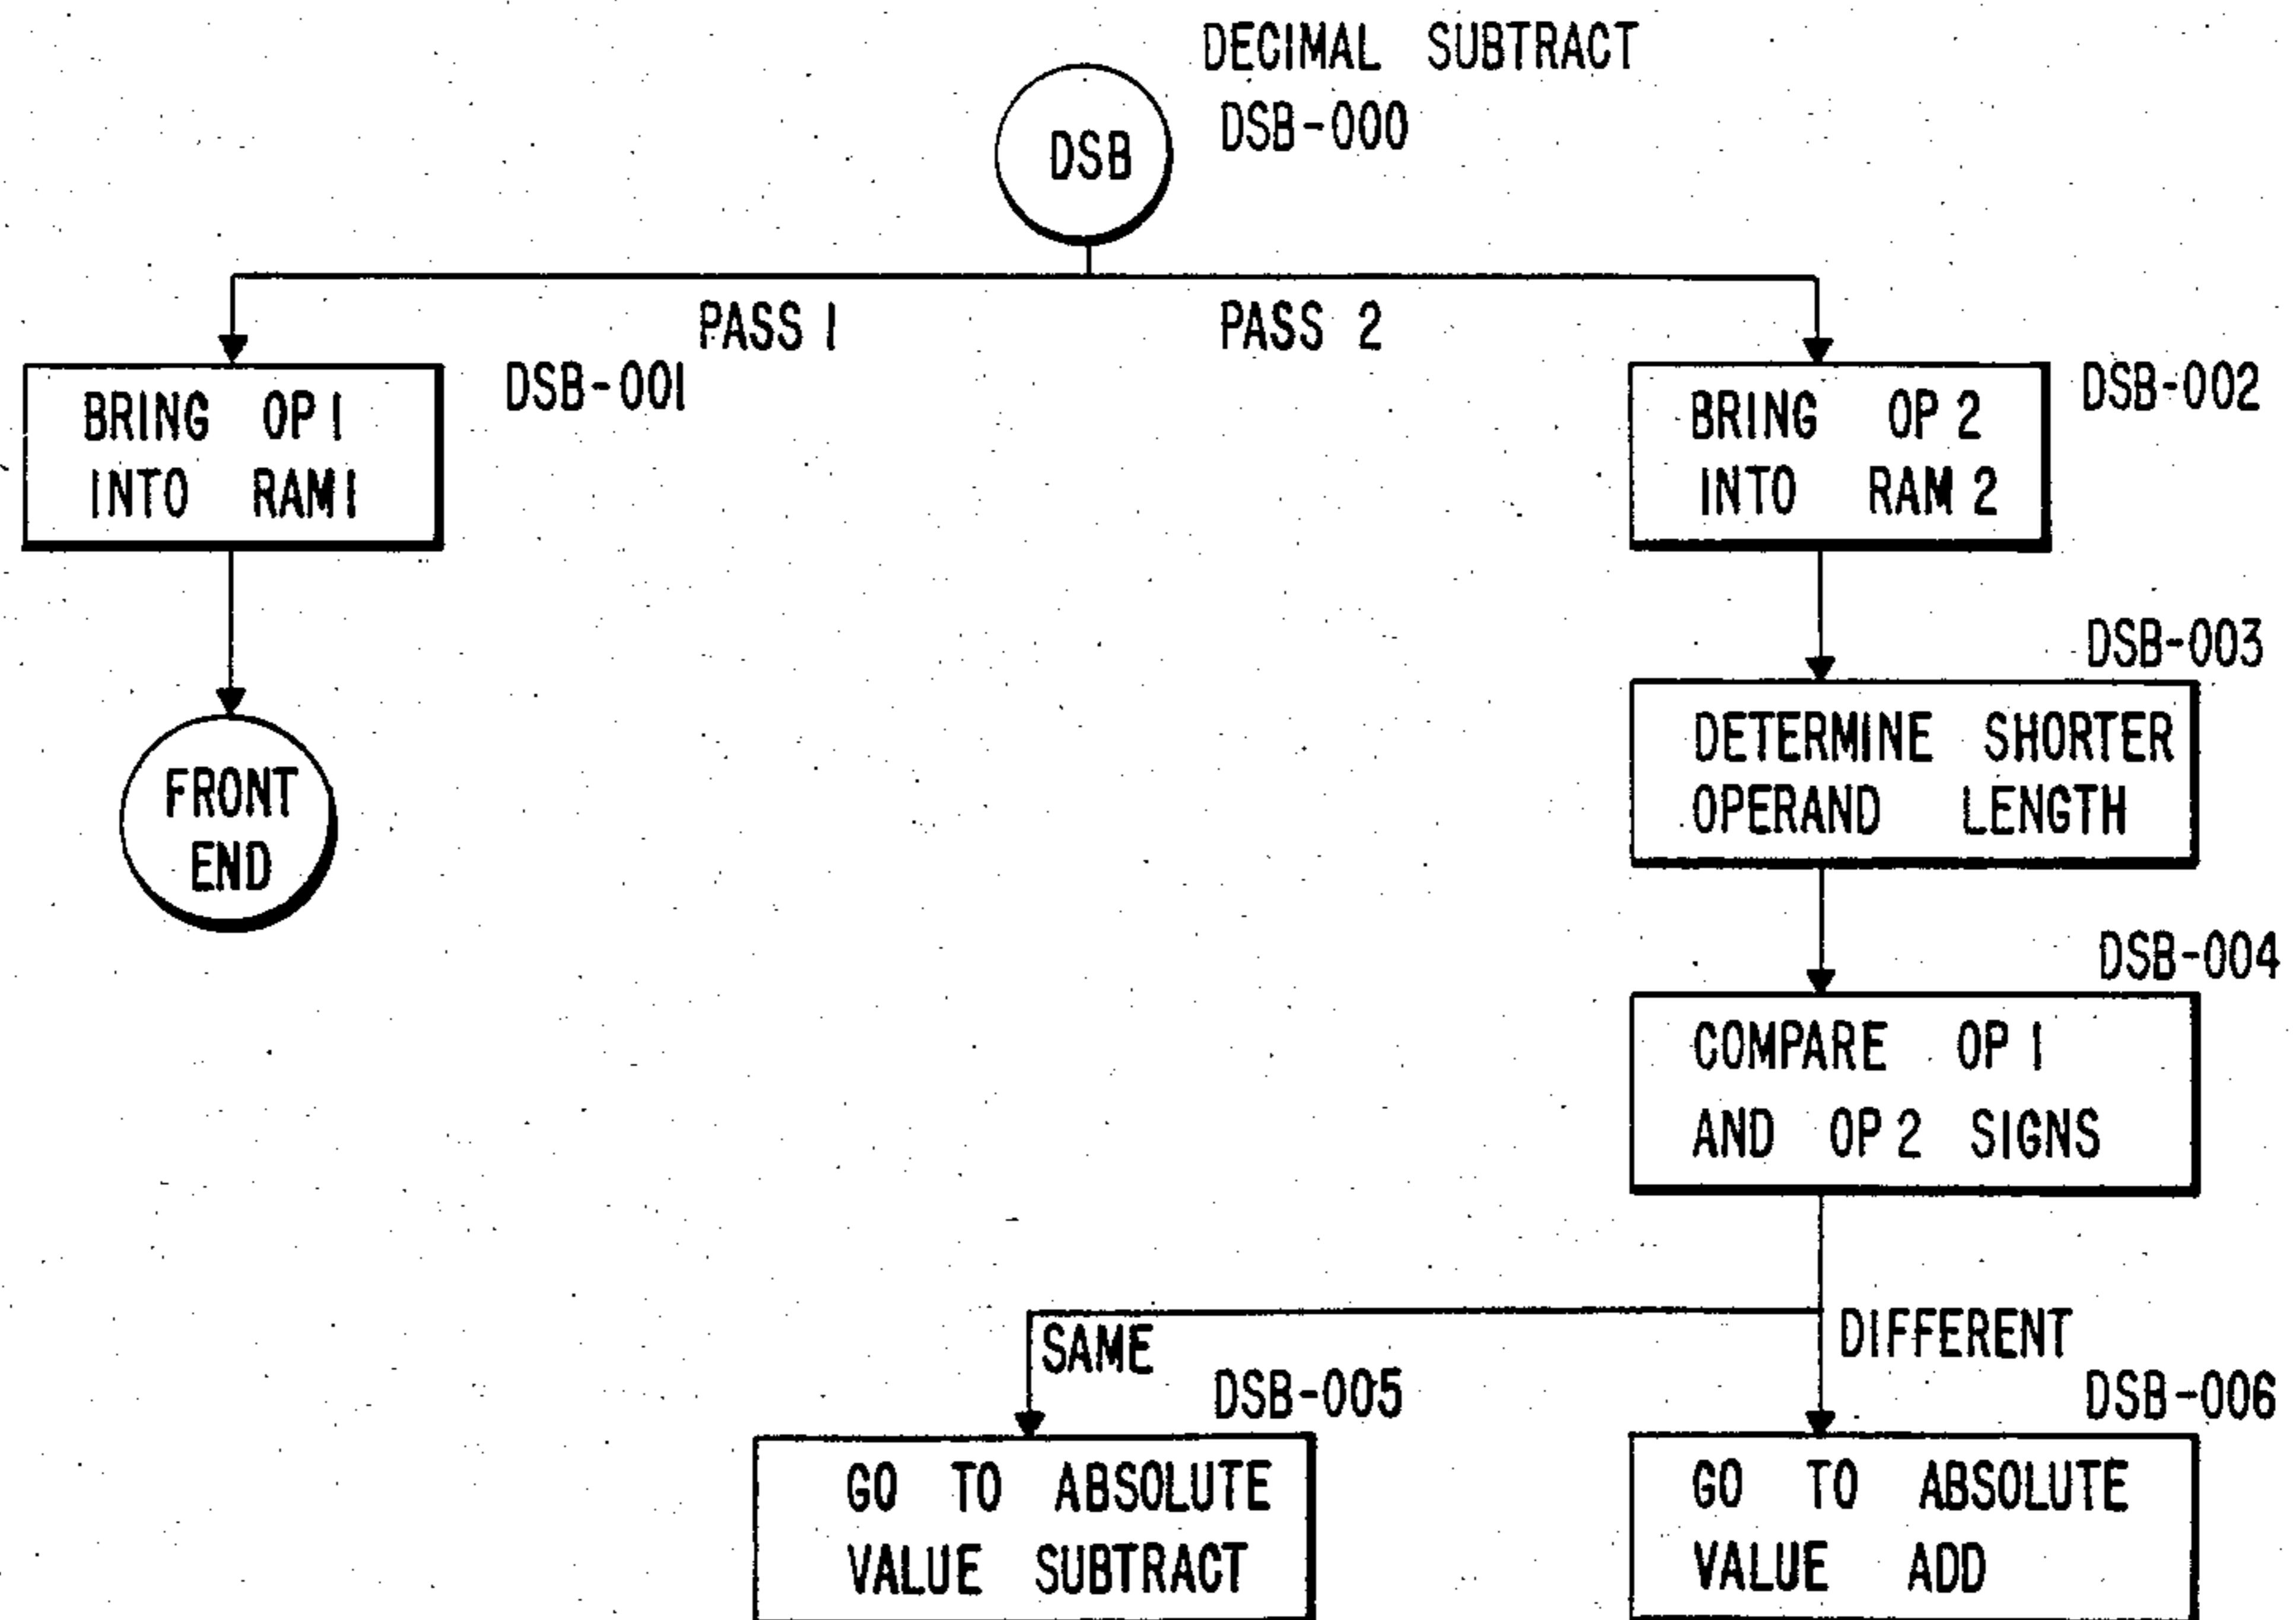 DECIMAL SUBTRACT
DSB-000
DSB
PASS 1
PASS 2
DSB-001
BRING OP 1
INTO RAM 1
DSB-002
BRING OP 2
INTO RAM 2
FRONT
END
DSB-003
DETERMINE SHORTER
OPERAND LENGTH
DSB-004
COMPARE OP 1
AND OP 2 SIGNS
SAME
DIFFERENT
DSB-005
GO TO ABSOLUTE
VALUE SUBTRACT
DSB-006
GO TO ABSOLUTE
VALUE ADD